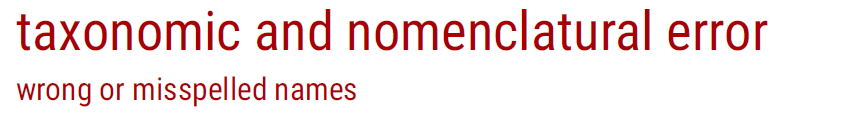 taxonomic and nomenclatural error
wrong or misspelled names